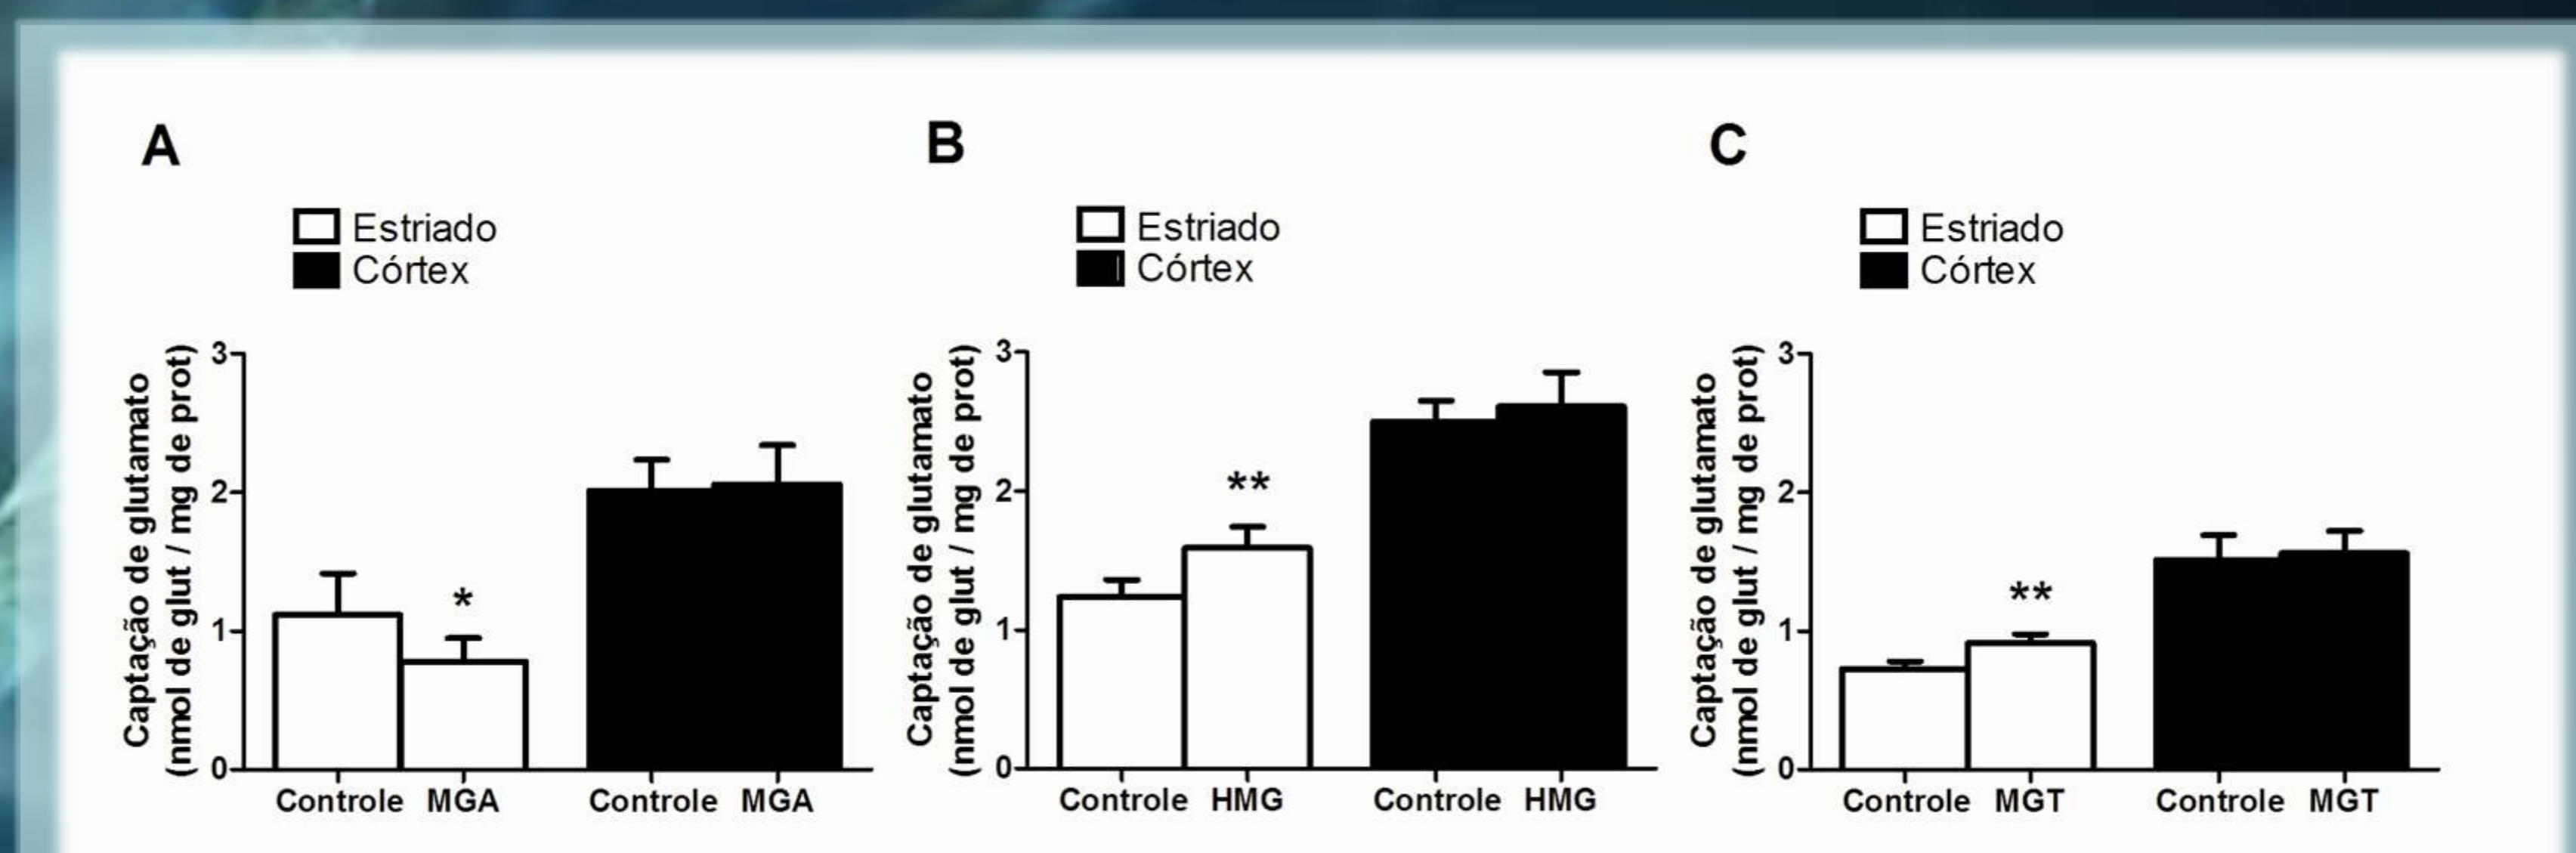 A
Estriado
Córtex
Captação de glutamato
(nmol de glut / mg de prot)
3
2
1
0
Controle MGA Controle MGA
B
Estriado
Córtex
Captação de glutamato
(nmol de glut / mg de prot)
3
2
**
1
0
Controle HMG Controle HMG
C
Estriado
Córtex
Captação de glutamato
(nmol de glut / mg de prot)
3
2
**
1
0
Controle MGT Controle MGT
*